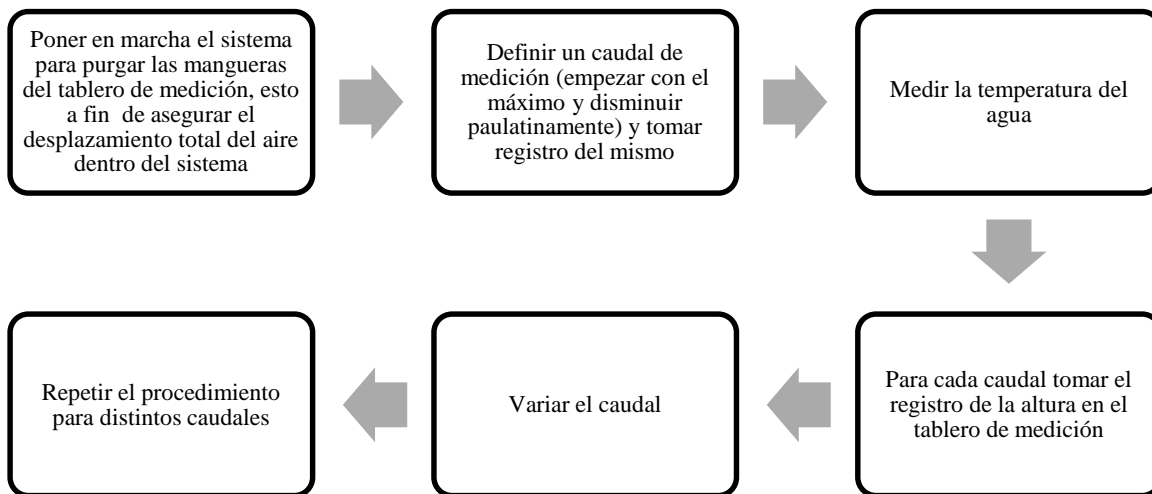 Poner en marcha el sistema
para purgar las mangueras
del tablero de medición, esto
a fin  de asegurar el
desplazamiento total del aire
dentro del sistema
Definir un caudal de
medición (empezar con el
máximo y disminuir
paulatinamente) y tomar
registro del mismo
Medir la temperatura del
agua
Para cada caudal tomar el
registro de la altura en el
tablero de medición
Variar el caudal
Repetir el procedimiento
para distintos caudales